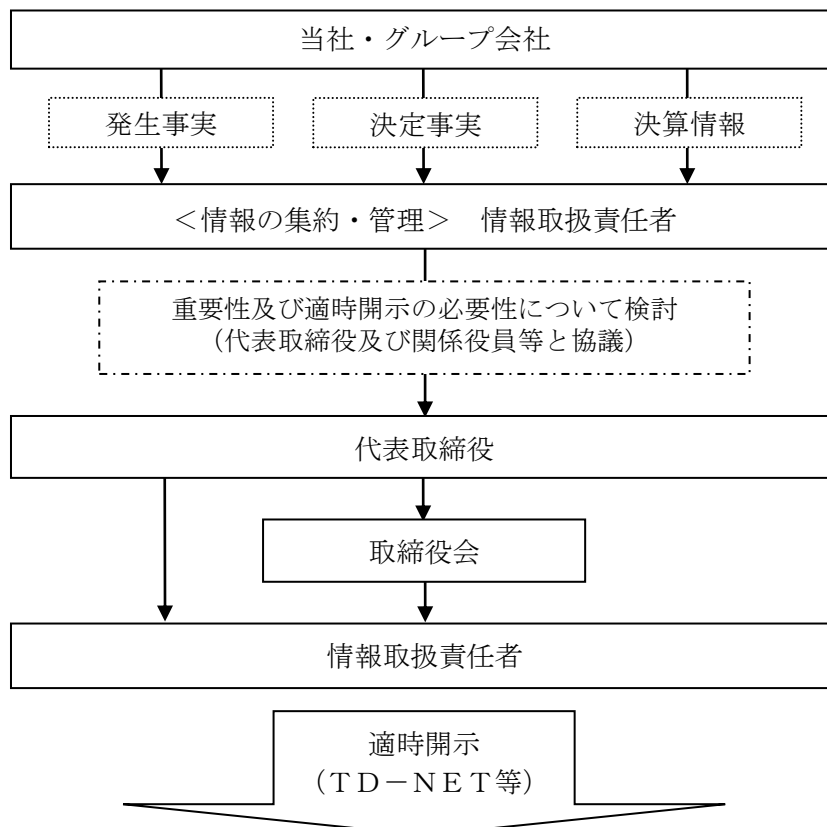 当社・グループ会社
発生事実
決定事実
決算情報
＜情報の集約・管理＞　情報取扱責任者
重要性及び適時開示の必要性について検討
（代表取締役及び関係役員等と協議）
代表取締役
取締役会
情報取扱責任者
適時開示
（ＴＤ－ＮＥＴ等）